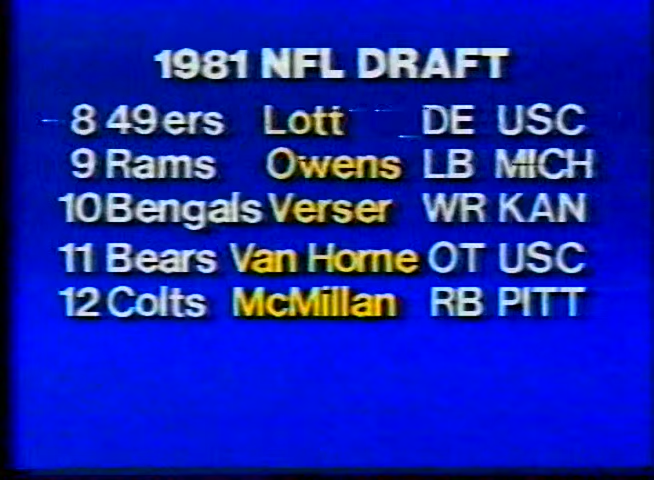 1981 NFL DRAFT
8 49ers Lott DE USC
9 Rams Owens LB MICH
10 Bengals Verser WR KAN
11 Bears Van Horne OT USC
12 Colts McMillan RB PITT